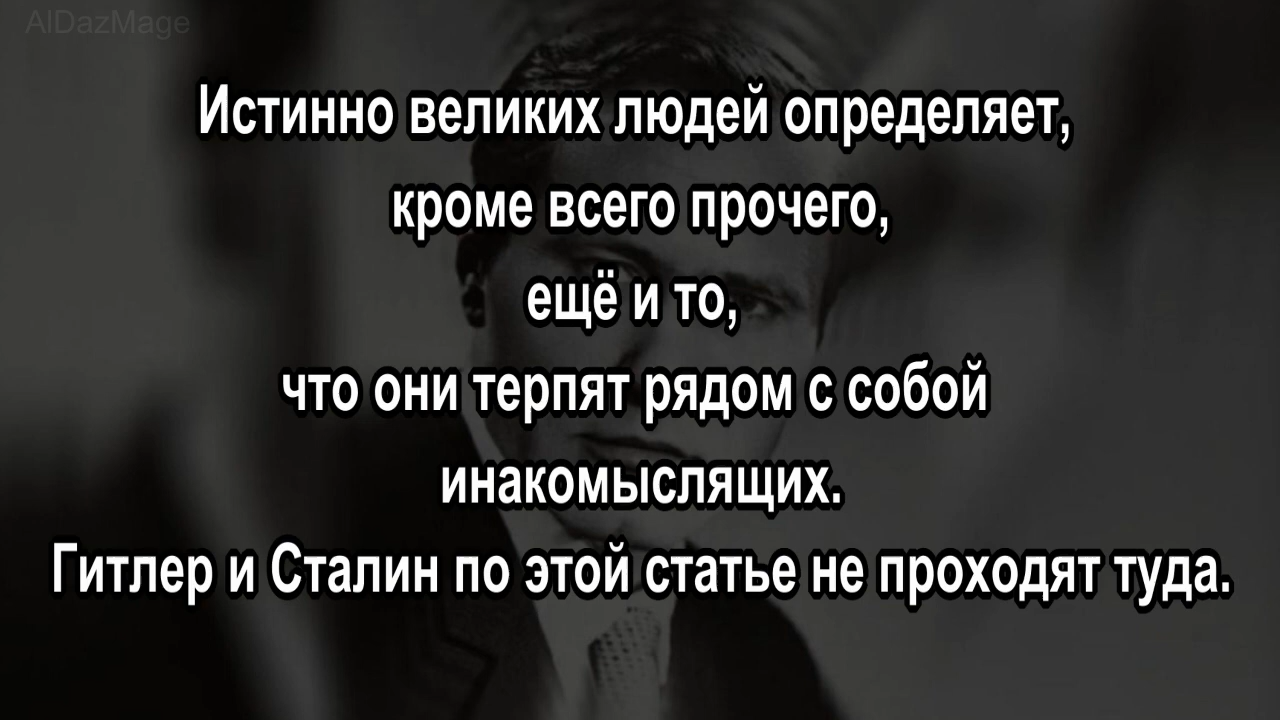 AlDazMage
Истинно великих людей определяет,
кроме всего прочего,
ещё и то,
что они терпят рядом с собой
инакомыслящих.
Гитлер и Сталин по этой статье не проходят туда.